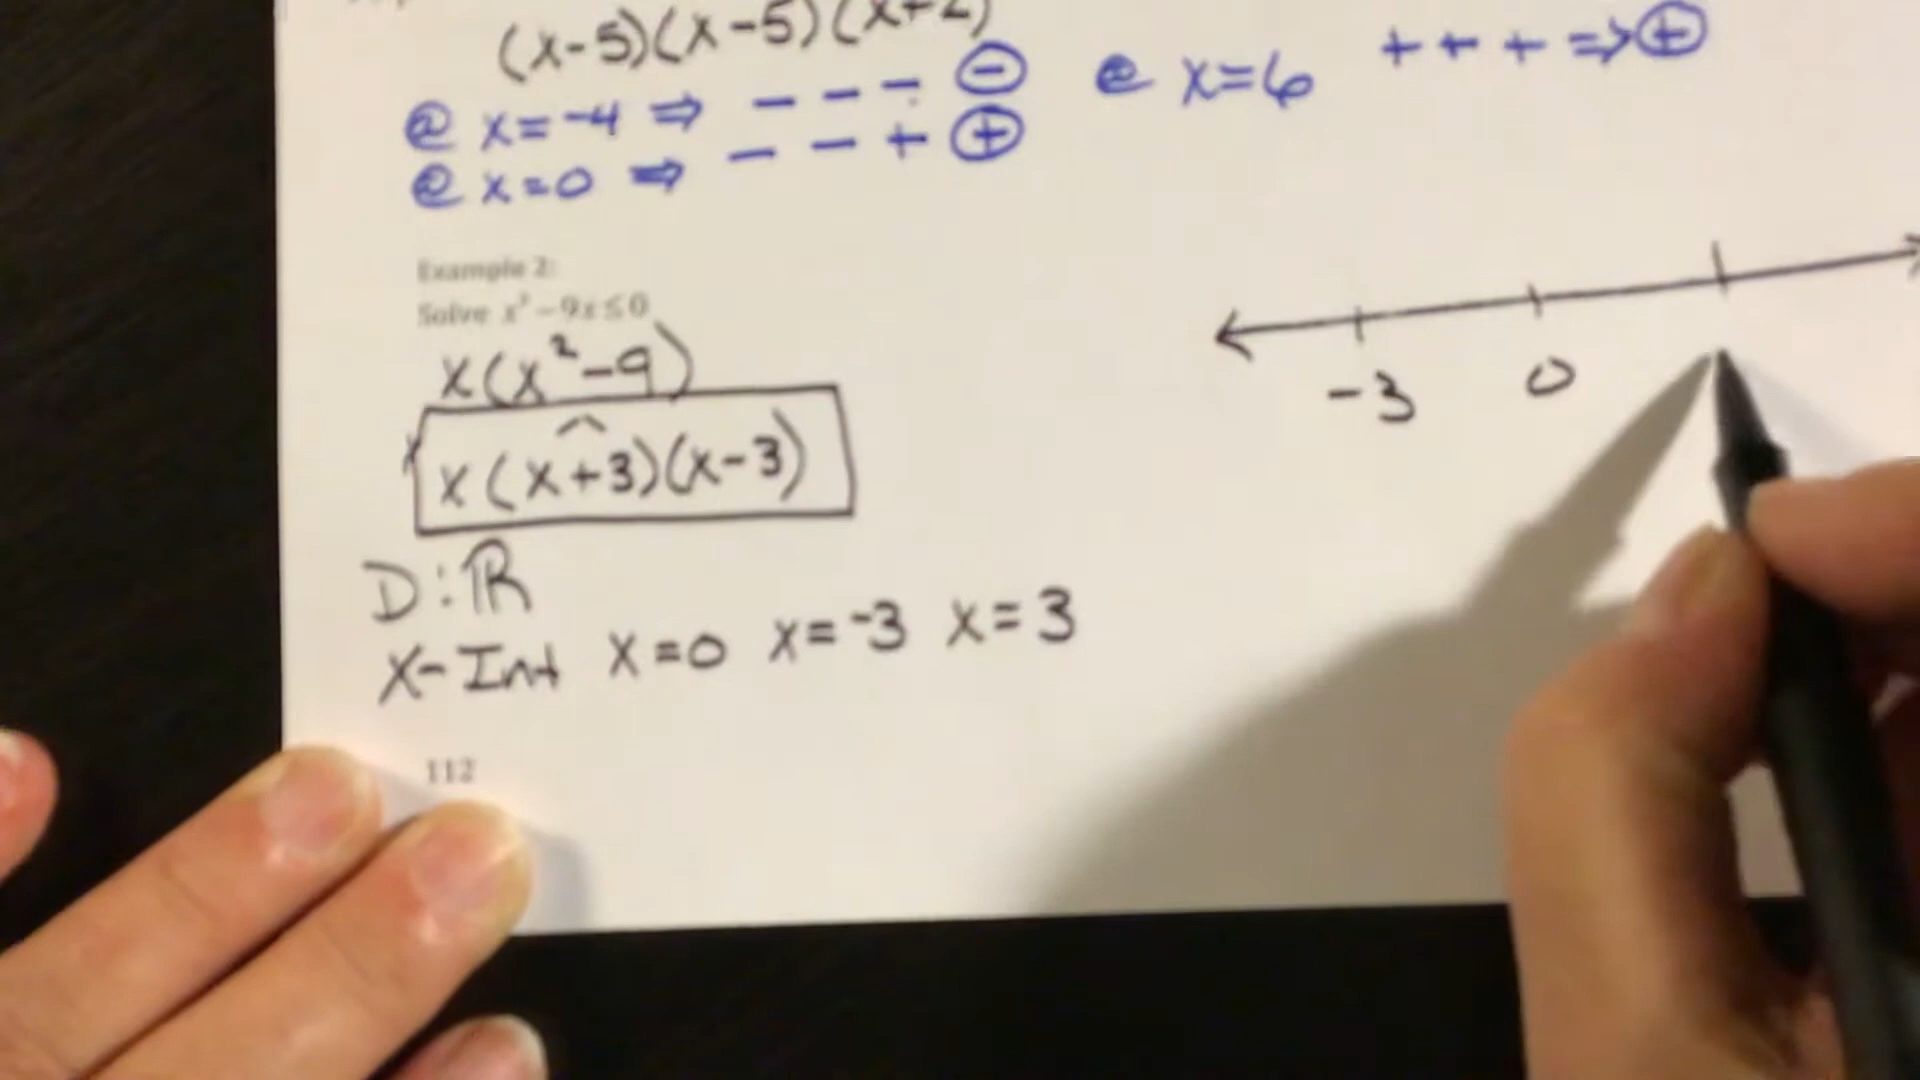 (x-5)(x-5)(x+2)
@ x=-4 ⇒ - - - ⊖
@ x=6 + + + ⇒ ⊕
@ x=0 ⇒ - - + ⊕
Example 2:
Solve x³-9x≤0
x(x²-9)
x(x+3)(x-3)
D:ℝ
X-Int x=0 x=-3 x=3
-3 0
112